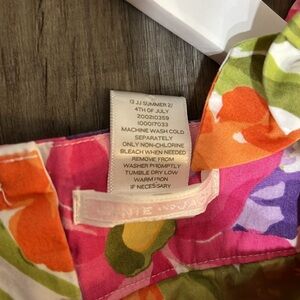 13 JJ SUMMER 2/
4TH OF JULY
200210359
100017033
MACHINE WASH COLD
SEPARATELY
ONLY NON-CHLORINE
BLEACH WHEN NEEDED
REMOVE FROM
WASHER PROMPTLY
TUMBLE DRY LOW
WARM IRON
IF NECESSARY